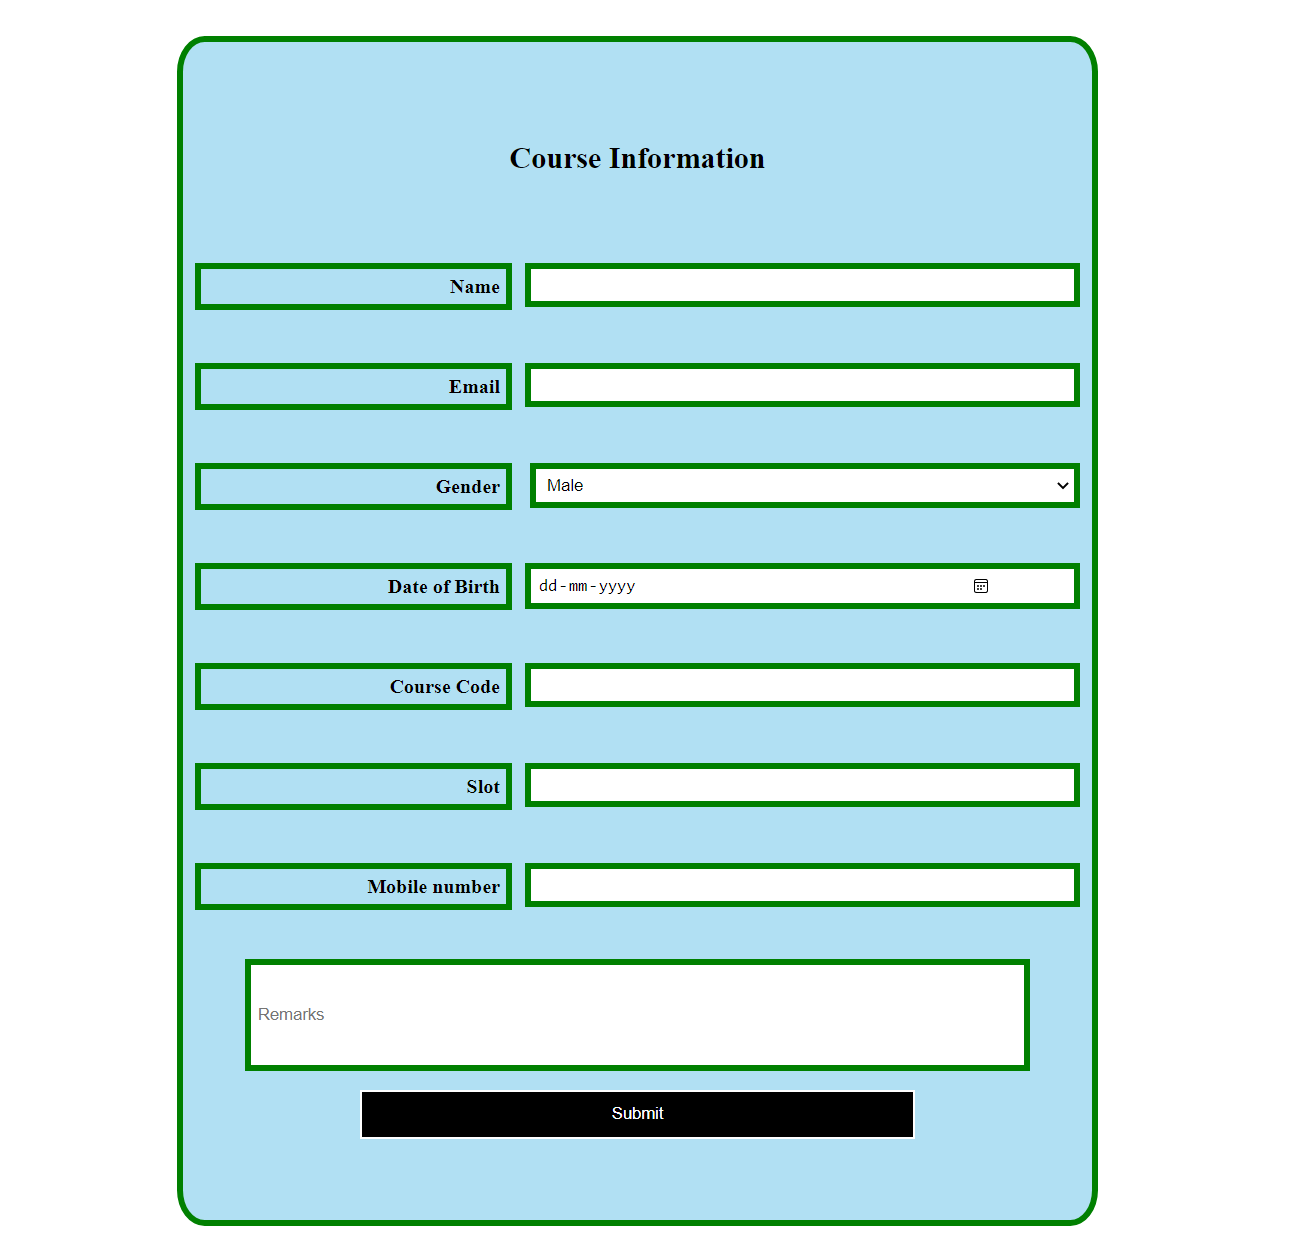 Course Information
Name
Email
Gender
Male
Date of Birth
dd-mm-yyyy
Course Code
Slot
Mobile number
Remarks
Submit